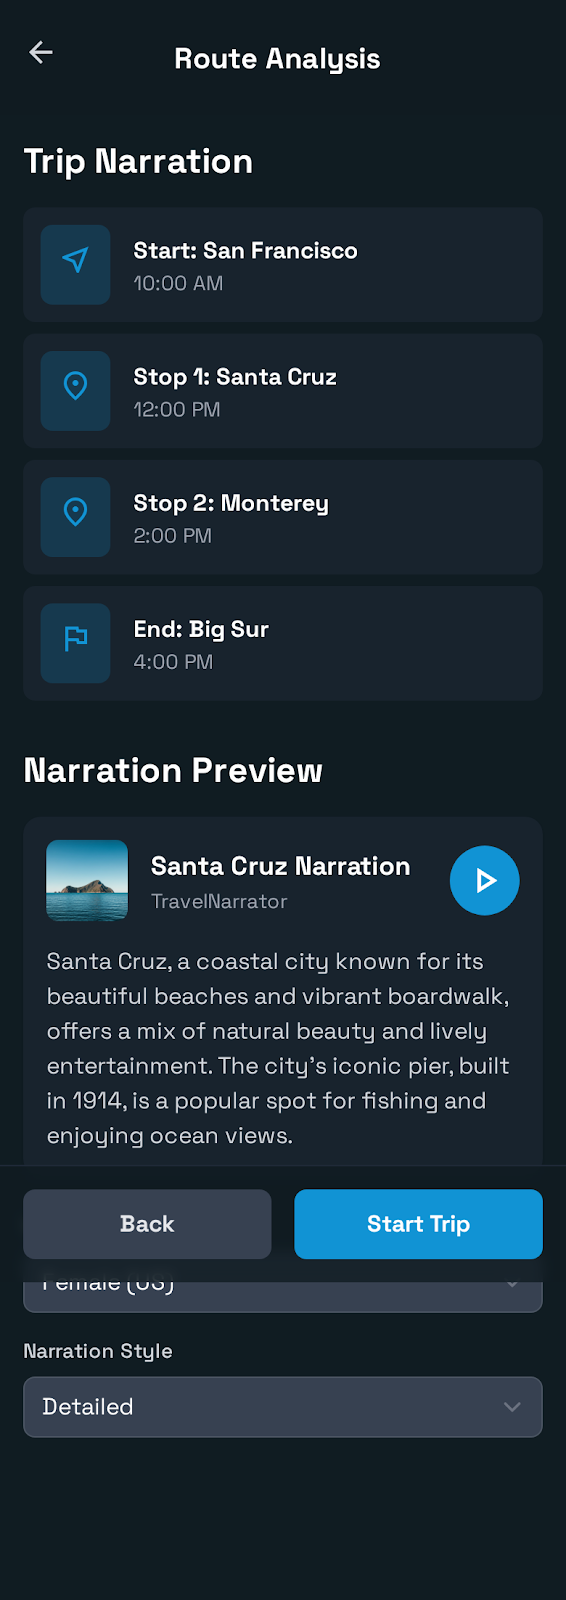 Route Analysis
Trip Narration
Start: San Francisco
10:00 AM
Stop 1: Santa Cruz
12:00 PM
Stop 2: Monterey
2:00 PM
End: Big Sur
4:00 PM
Narration Preview
Santa Cruz Narration
TravelNarrator
Santa Cruz, a coastal city known for its
beautiful beaches and vibrant boardwalk,
offers a mix of natural beauty and lively
entertainment. The city's iconic pier, built
in 1914, is a popular spot for fishing and
enjoying ocean views.
Back
Start Trip
Female (US)
Narration Style
Detailed